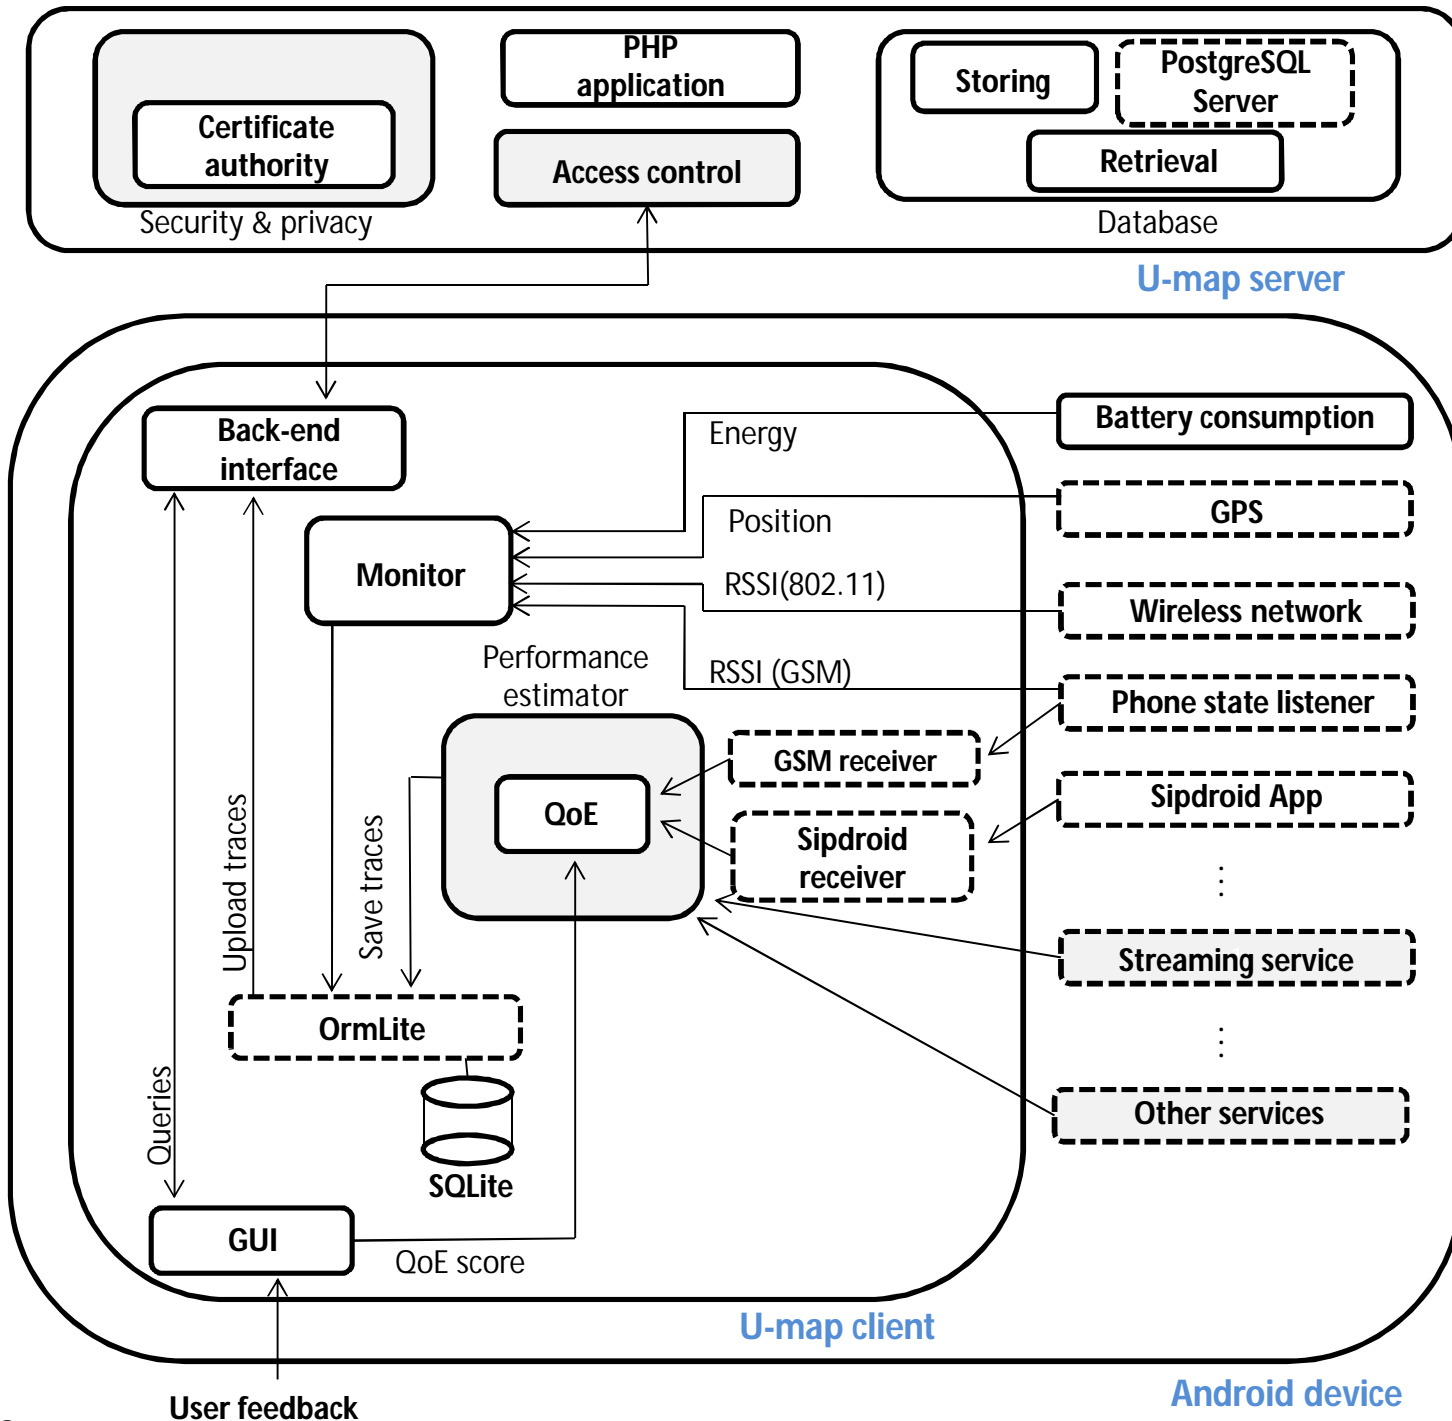 PHP
application
Storing
PostgreSQL
Server
Certificate
authority
Access control
Retrieval
Security & privacy
Database
U-map server
Back-end
interface
Energy
Battery consumption
Position
GPS
Monitor
RSSI(802.11)
Wireless network
Performance
estimator
RSSI (GSM)
Phone state listener
GSM receiver
QoE
Sipdroid App
Sipdroid
receiver
⋮
Upload traces
Save traces
Streaming service
OrmLite
⋮
Queries
SQLite
Other services
GUI
QoE score
U-map client
User feedback
Android device